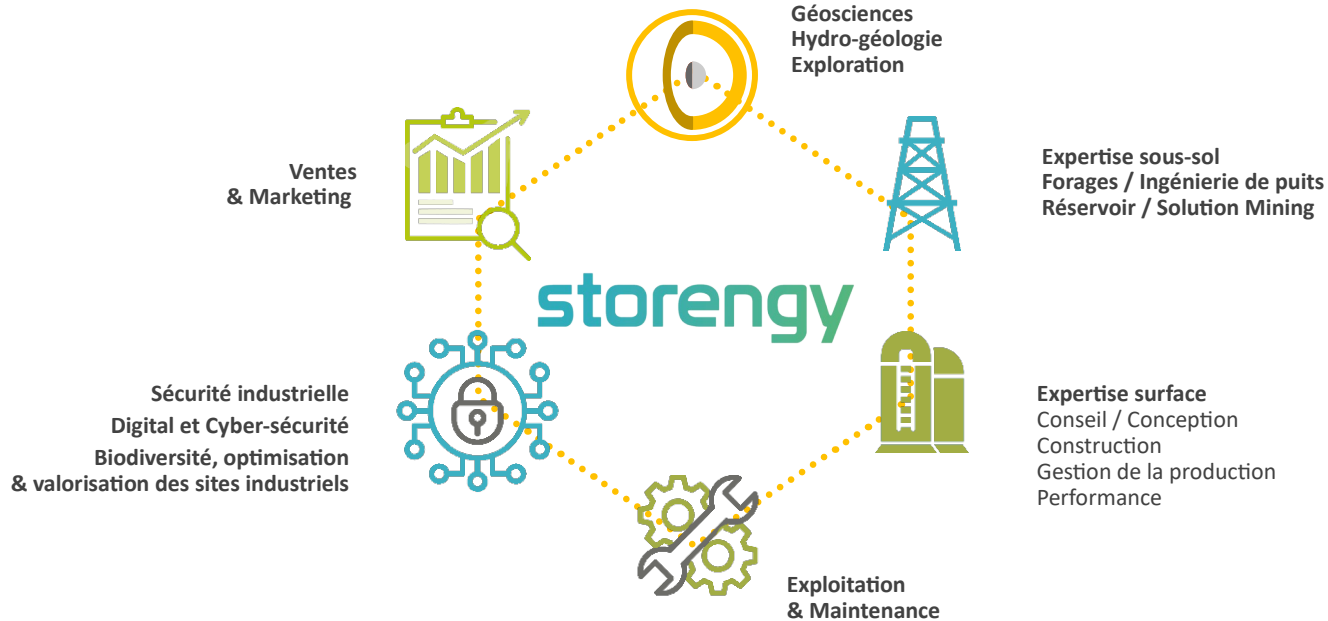 Géosciences
Hydro-géologie
Exploration
Ventes
& Marketing
Expertise sous-sol
Forages / Ingénierie de puits
Réservoir / Solution Mining
storengy
Sécurité industrielle
Digital et Cyber-sécurité
Biodiversité, optimisation
& valorisation des sites industriels
Expertise surface
Conseil / Conception
Construction
Gestion de la production
Performance
Exploitation
& Maintenance